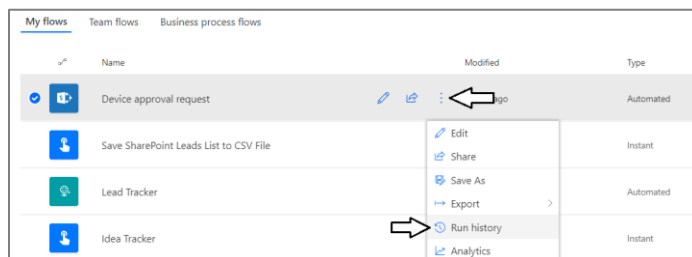 My flows Team flows Business process flows
Name Modified Type
Device approval request ago Automated
Edit
Save SharePoint Leads List to CSV File Instant
Share
Save As
Lead Tracker Automated
Export
Run history
Idea Tracker Instant
Analytics